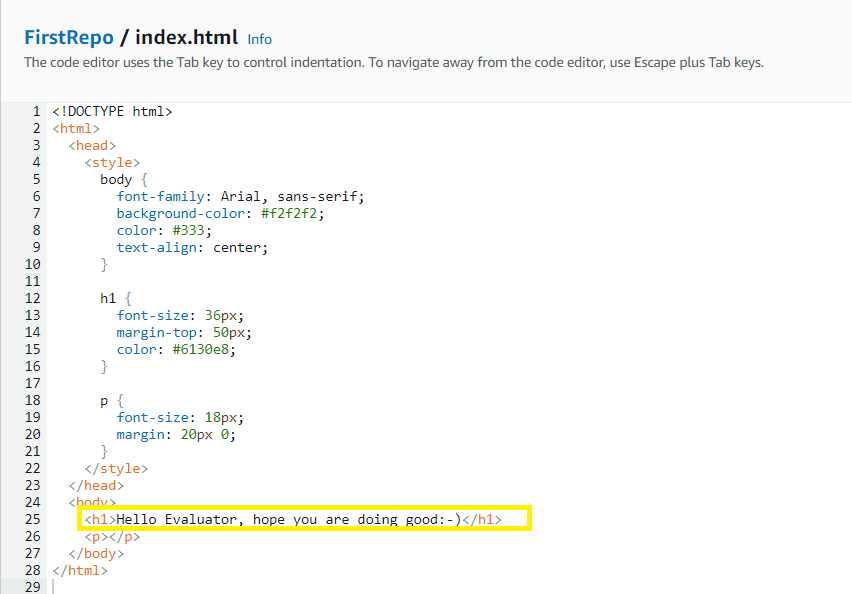 FirstRepo / index.html Info
The code editor uses the Tab key to control indentation. To navigate away from the code editor, use Escape plus Tab keys.
1 <!DOCTYPE html>
2 <html>
3   <head>
4     <style>
5       body {
6         font-family: Arial, sans-serif;
7         background-color: #f2f2f2;
8         color: #333;
9         text-align: center;
10       }
11
12       h1 {
13         font-size: 36px;
14         margin-top: 50px;
15         color: #6130e8;
16       }
17
18       p {
19         font-size: 18px;
20         margin: 20px 0;
21       }
22     </style>
23   </head>
24   <body>
25     <h1>Hello Evaluator, hope you are doing good:-)</h1>
26     <p></p>
27   </body>
28 </html>
29